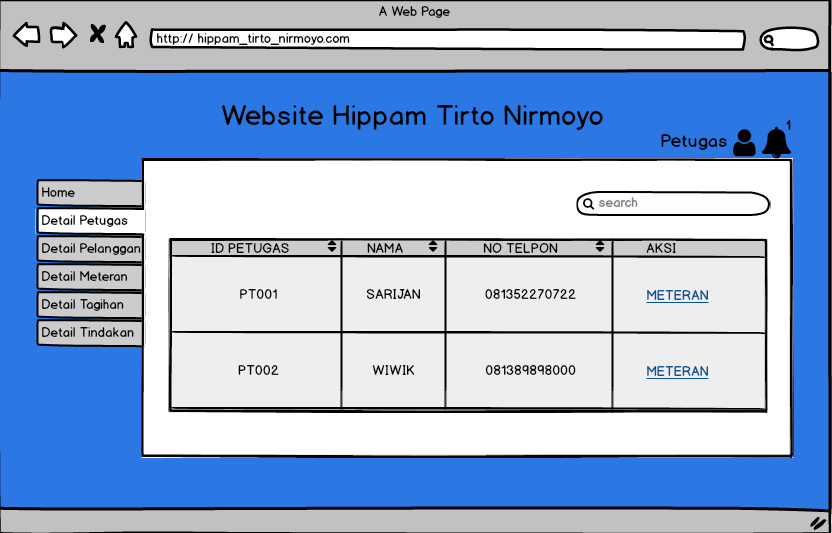 A Web Page
http:// hippam_tirto_nirmoyo.com
Website Hippam Tirto Nirmoyo
1
Petugas
Home
Detail Petugas
Detail Pelanggan
Detail Meteran
Detail Tagihan
Detail Tindakan
search
ID PETUGAS NAMA NO TELPON AKSI
PT001 SARIJAN 081352270722 METERAN
PT002 WIWIK 081389898000 METERAN